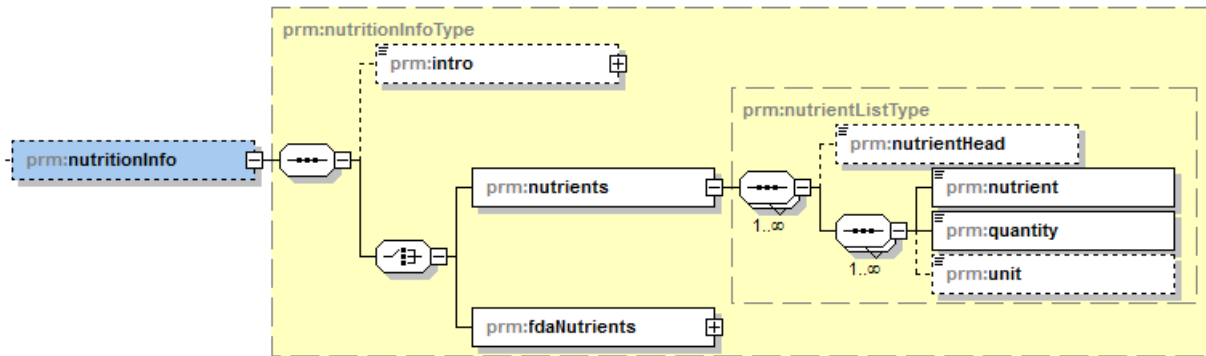 prm:nutritionInfoType
prm:intro
prm:nutrientListType
prm:nutrientHead
prm:nutritionInfo
prm:nutrients
prm:nutrient
1..∞
prm:quantity
1..∞
prm:unit
prm:fdaNutrients